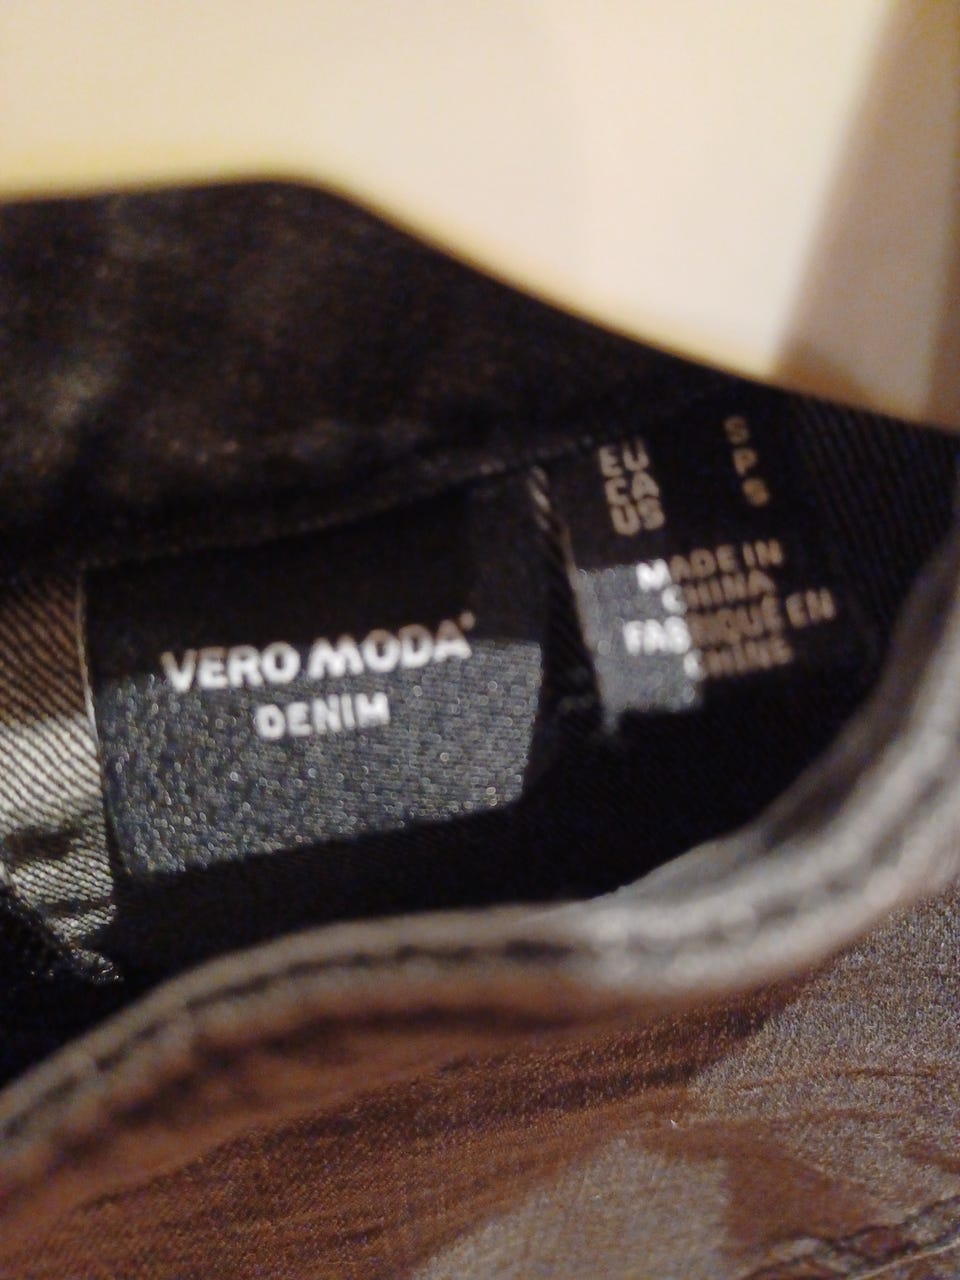 VERO MODA
DENIM
EU S
CA P
US S
MADE IN
CHINA
FABRIQUÉ EN
CHINE